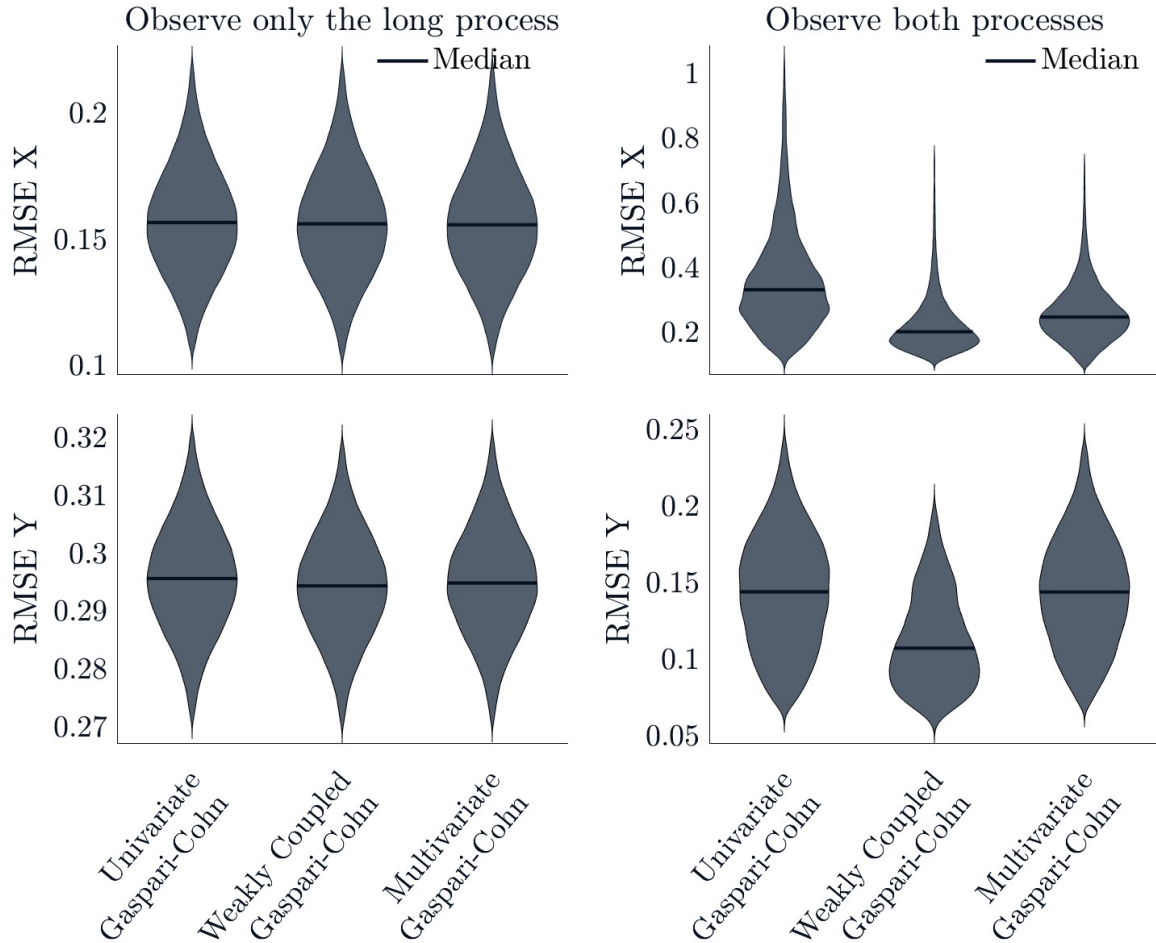 Observe only the long process
Observe both processes
Median
Median
RMSE X
0.2
0.15
0.1
RMSE X
1
0.8
0.6
0.4
0.2
RMSE Y
0.32
0.31
0.3
0.29
0.28
0.27
RMSE Y
0.25
0.2
0.15
0.1
0.05
Univariate
Gaspari-Cohn
Weakly Coupled
Gaspari-Cohn
Multivariate
Gaspari-Cohn
Univariate
Gaspari-Cohn
Weakly Coupled
Gaspari-Cohn
Multivariate
Gaspari-Cohn